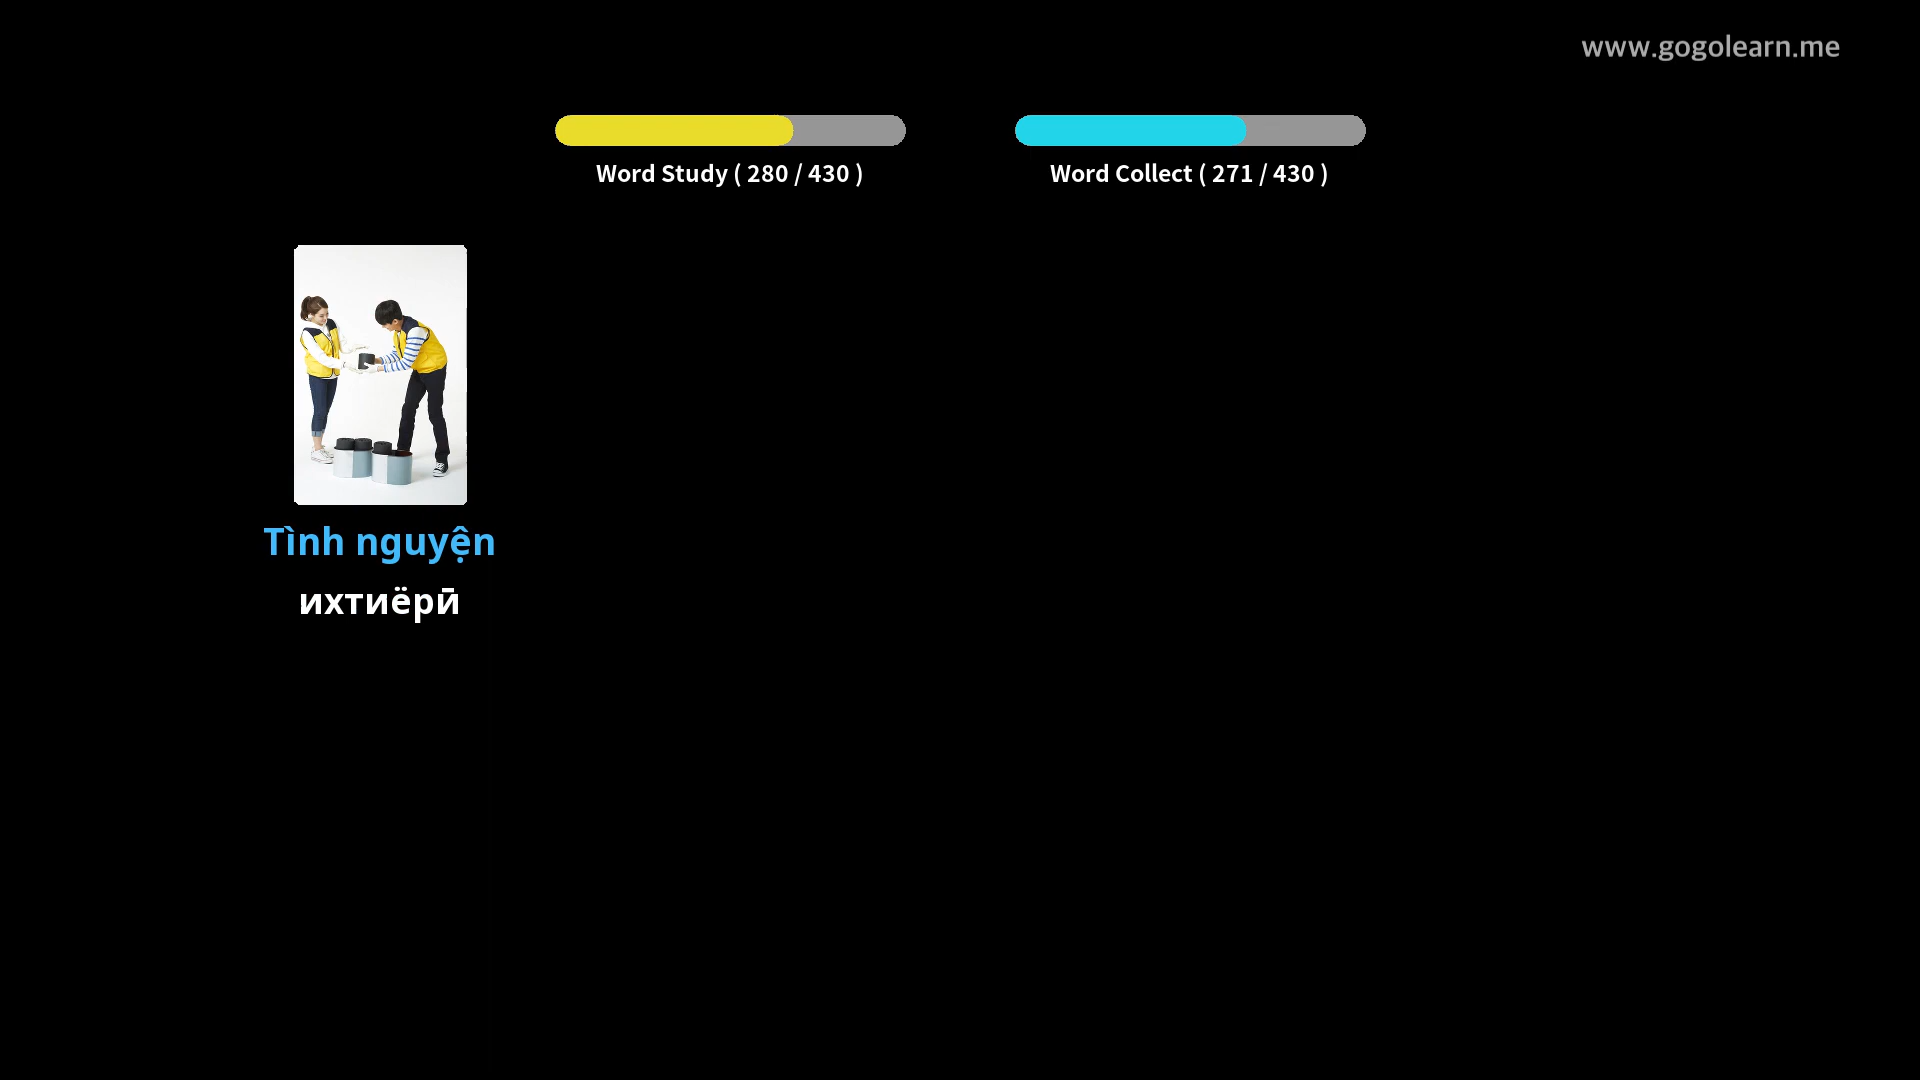 www.gogolearn.me
Word Study ( 280 / 430 )
Word Collect ( 271 / 430 )
Tình nguyện
ихтиёрӣ